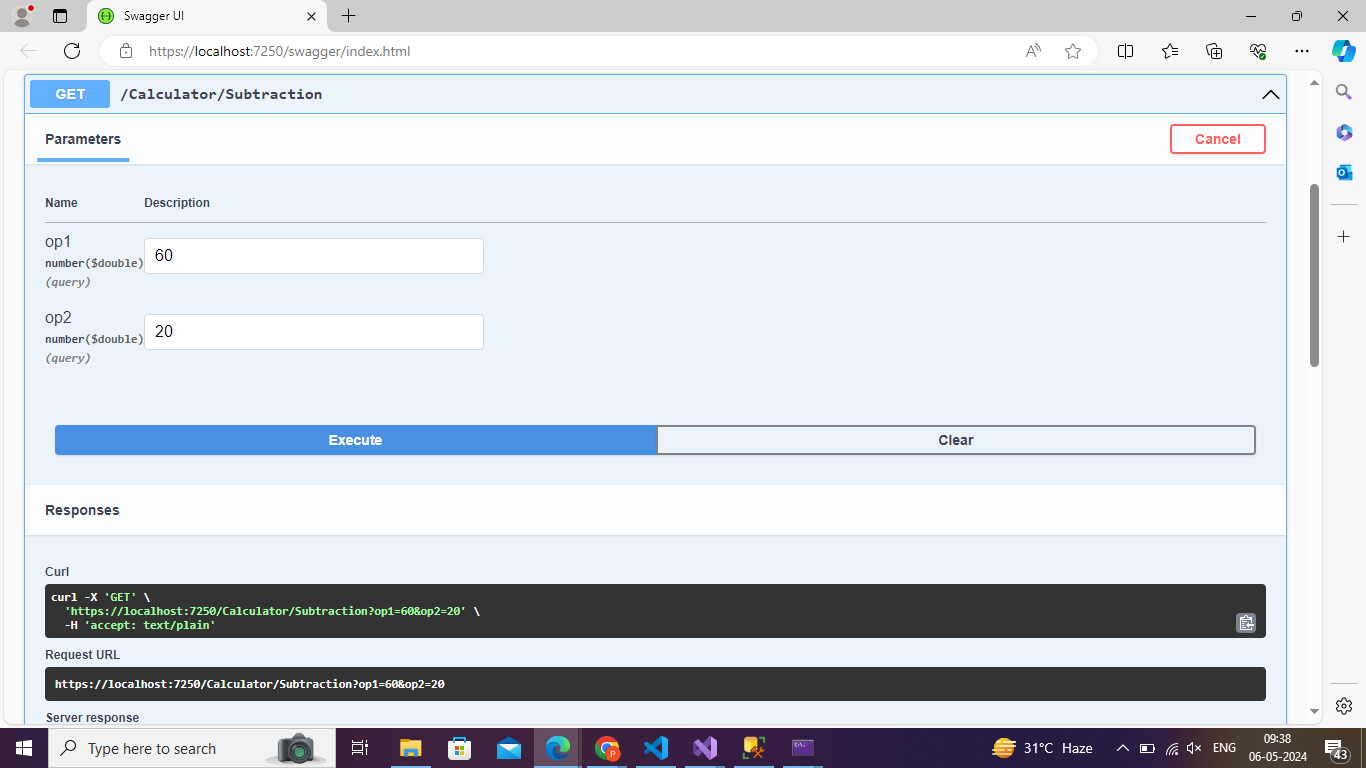 Swagger UI
https://localhost:7250/swagger/index.html
GET /Calculator/Subtraction
Parameters
Cancel
Name Description
op1
number($double)
(query)
60
op2
number($double)
(query)
20
Execute Clear
Responses
Curl
curl -X 'GET' \
'https://localhost:7250/Calculator/Subtraction?op1=60&op2=20' \
-H 'accept: text/plain'
Request URL
https://localhost:7250/Calculator/Subtraction?op1=60&op2=20
Server response
Type here to search
31°C Haze
ENG
09:38
06-05-2024
43